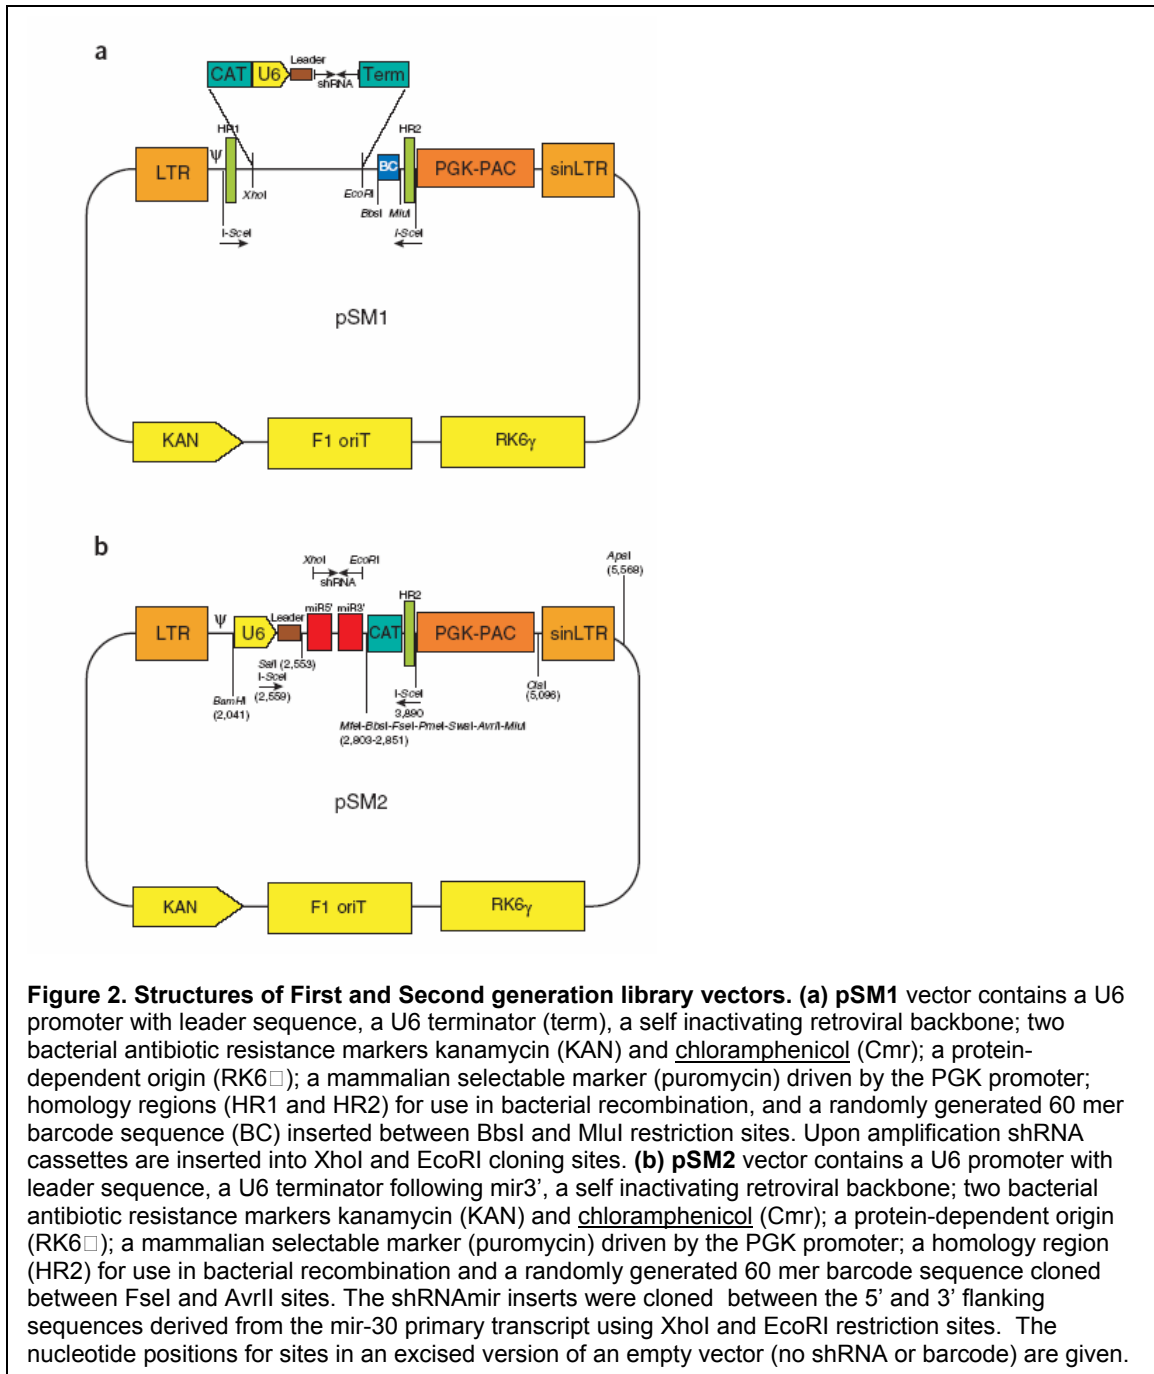 a
Leader
CAT U6 shRNA Term
HR1 HR2
LTR ψ BC PGK-PAC sinLTR
XhoI EcoRI
BbsI MluI
I-SceI I-SceI
pSM1
KAN F1 oriT RK6γ
b
ApaI
(5,568)
XhoI EcoRI
shRNA
HR2
miR5' miR3'
Leader
LTR ψ U6 CAT PGK-PAC sinLTR
SalI (2,553)
I-SceI
(2,559)
BamHI
(2,041)
I-SceI
3,890
ClaI
(5,096)
MfeI-BbsI-FseI-PmeI-SwaI-AvrII-MluI
(2,803-2,851)
pSM2
KAN F1 oriT RK6γ
Figure 2. Structures of First and Second generation library vectors. (a) pSM1 vector contains a U6
promoter with leader sequence, a U6 terminator (term), a self inactivating retroviral backbone; two
bacterial antibiotic resistance markers kanamycin (KAN) and chloramphenicol (Cmr); a protein-
dependent origin (RK6□); a mammalian selectable marker (puromycin) driven by the PGK promoter;
homology regions (HR1 and HR2) for use in bacterial recombination, and a randomly generated 60 mer
barcode sequence (BC) inserted between BbsI and MluI restriction sites. Upon amplification shRNA
cassettes are inserted into XhoI and EcoRI cloning sites. (b) pSM2 vector contains a U6 promoter with
leader sequence, a U6 terminator following mir3’, a self inactivating retroviral backbone; two bacterial
antibiotic resistance markers kanamycin (KAN) and chloramphenicol (Cmr); a protein-dependent origin
(RK6□); a mammalian selectable marker (puromycin) driven by the PGK promoter; a homology region
(HR2) for use in bacterial recombination and a randomly generated 60 mer barcode sequence cloned
between FseI and AvrII sites. The shRNAmir inserts were cloned between the 5’ and 3’ flanking
sequences derived from the mir-30 primary transcript using XhoI and EcoRI restriction sites. The
nucleotide positions for sites in an excised version of an empty vector (no shRNA or barcode) are given.